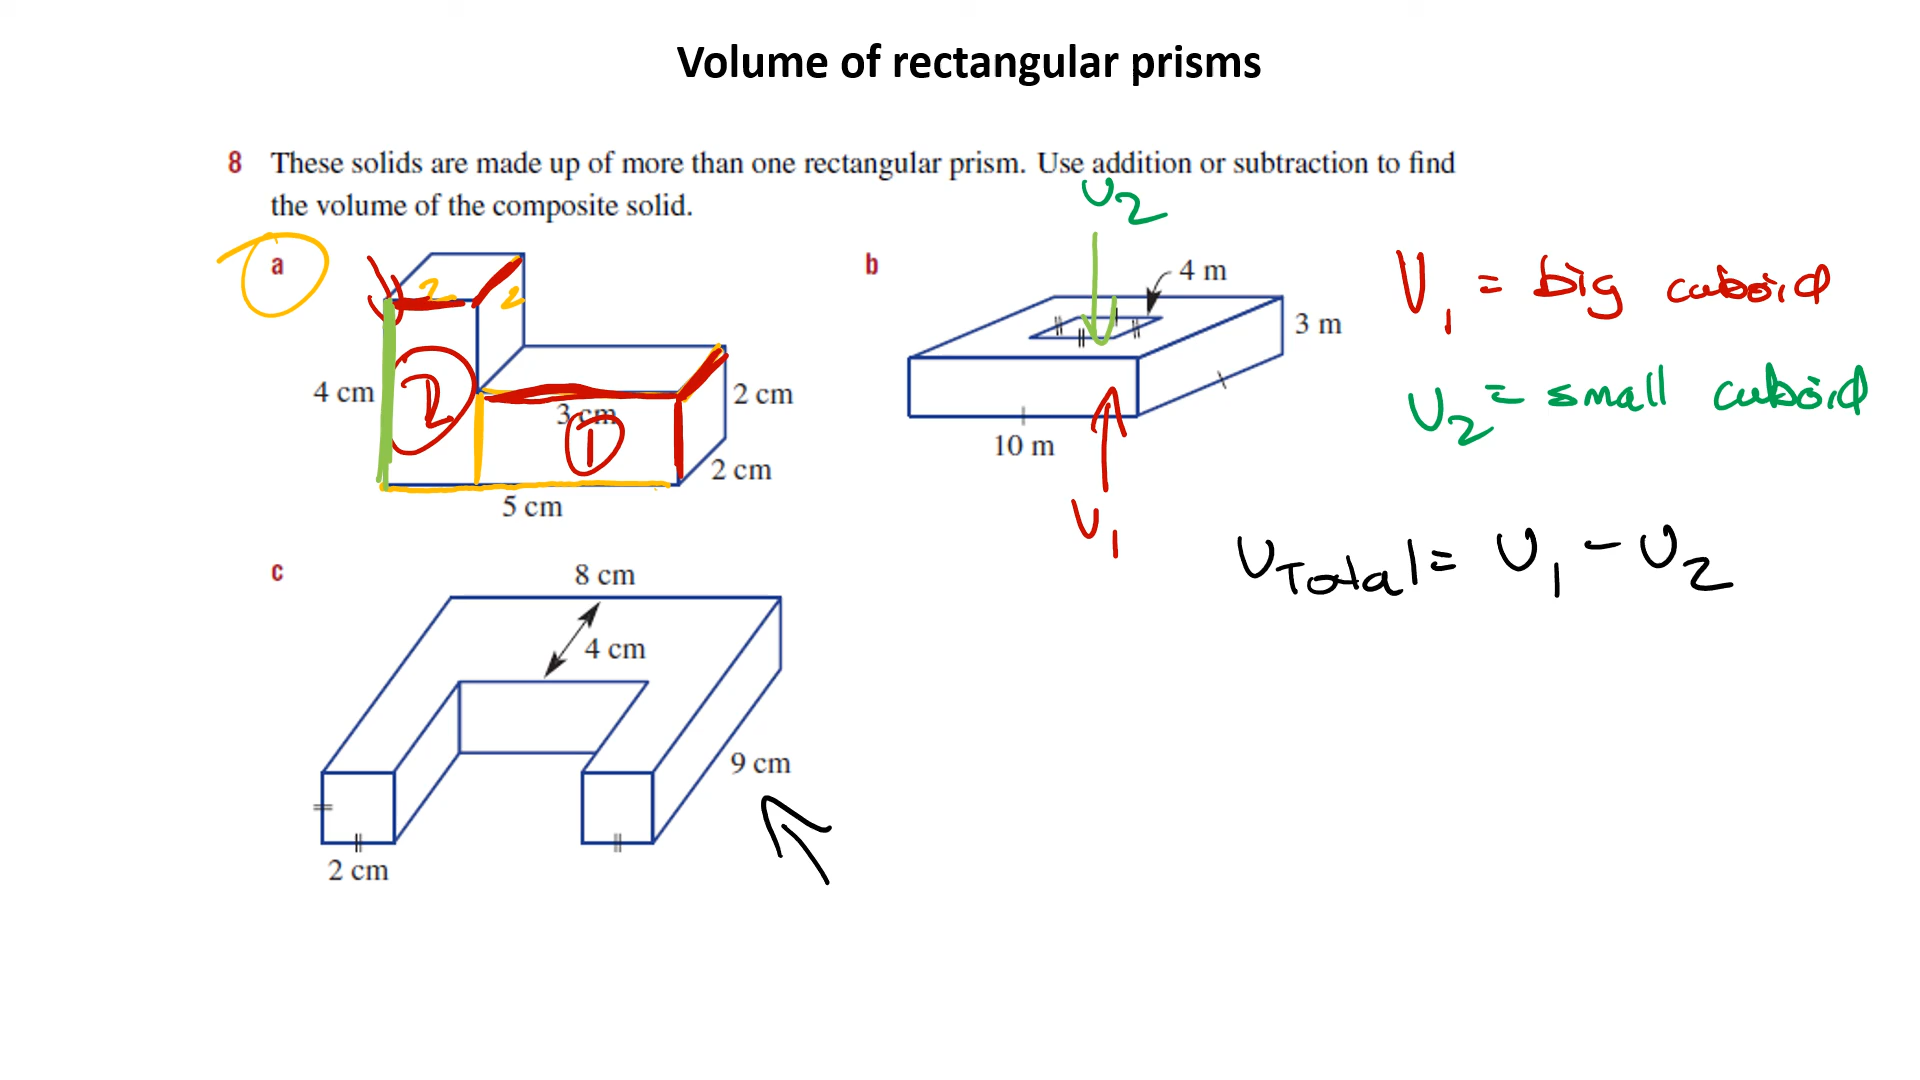 Volume of rectangular prisms
8 These solids are made up of more than one rectangular prism. Use addition or subtraction to find
the volume of the composite solid.
a
2
2
4 cm
2
3 cm
1
2 cm
2 cm
5 cm
b
V2
4 m
3 m
10 m
V1
V1 = big cuboid
V2 = small cuboid
VTotal = V1 - V2
c
8 cm
4 cm
9 cm
2 cm